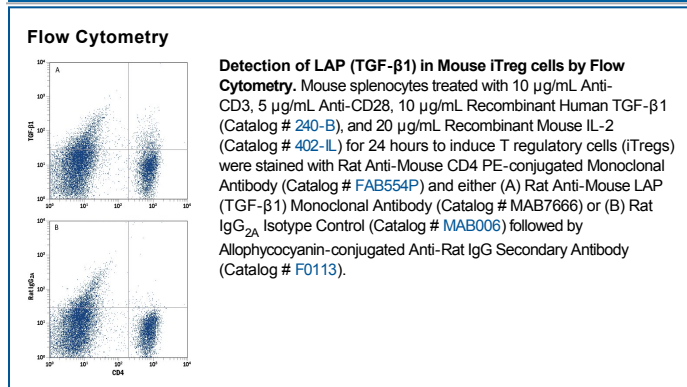 Flow Cytometry
A
10⁴
10³
10²
10¹
10⁰
TGF-β1
10⁰ 10¹ 10² 10³ 10⁴
B
10⁴
10³
10²
10¹
10⁰
Rat IgG2A
10⁰ 10¹ 10² 10³ 10⁴
CD4
Detection of LAP (TGF-β1) in Mouse iTreg cells by Flow
Cytometry. Mouse splenocytes treated with 10 µg/mL Anti-
CD3, 5 µg/mL Anti-CD28, 10 µg/mL Recombinant Human TGF-β1
(Catalog # 240-B), and 20 µg/mL Recombinant Mouse IL-2
(Catalog # 402-IL) for 24 hours to induce T regulatory cells (iTregs)
were stained with Rat Anti-Mouse CD4 PE-conjugated Monoclonal
Antibody (Catalog # FAB554P) and either (A) Rat Anti-Mouse LAP
(TGF-β1) Monoclonal Antibody (Catalog # MAB7666) or (B) Rat
IgG2A Isotype Control (Catalog # MAB006) followed by
Allophycocyanin-conjugated Anti-Rat IgG Secondary Antibody
(Catalog # F0113).